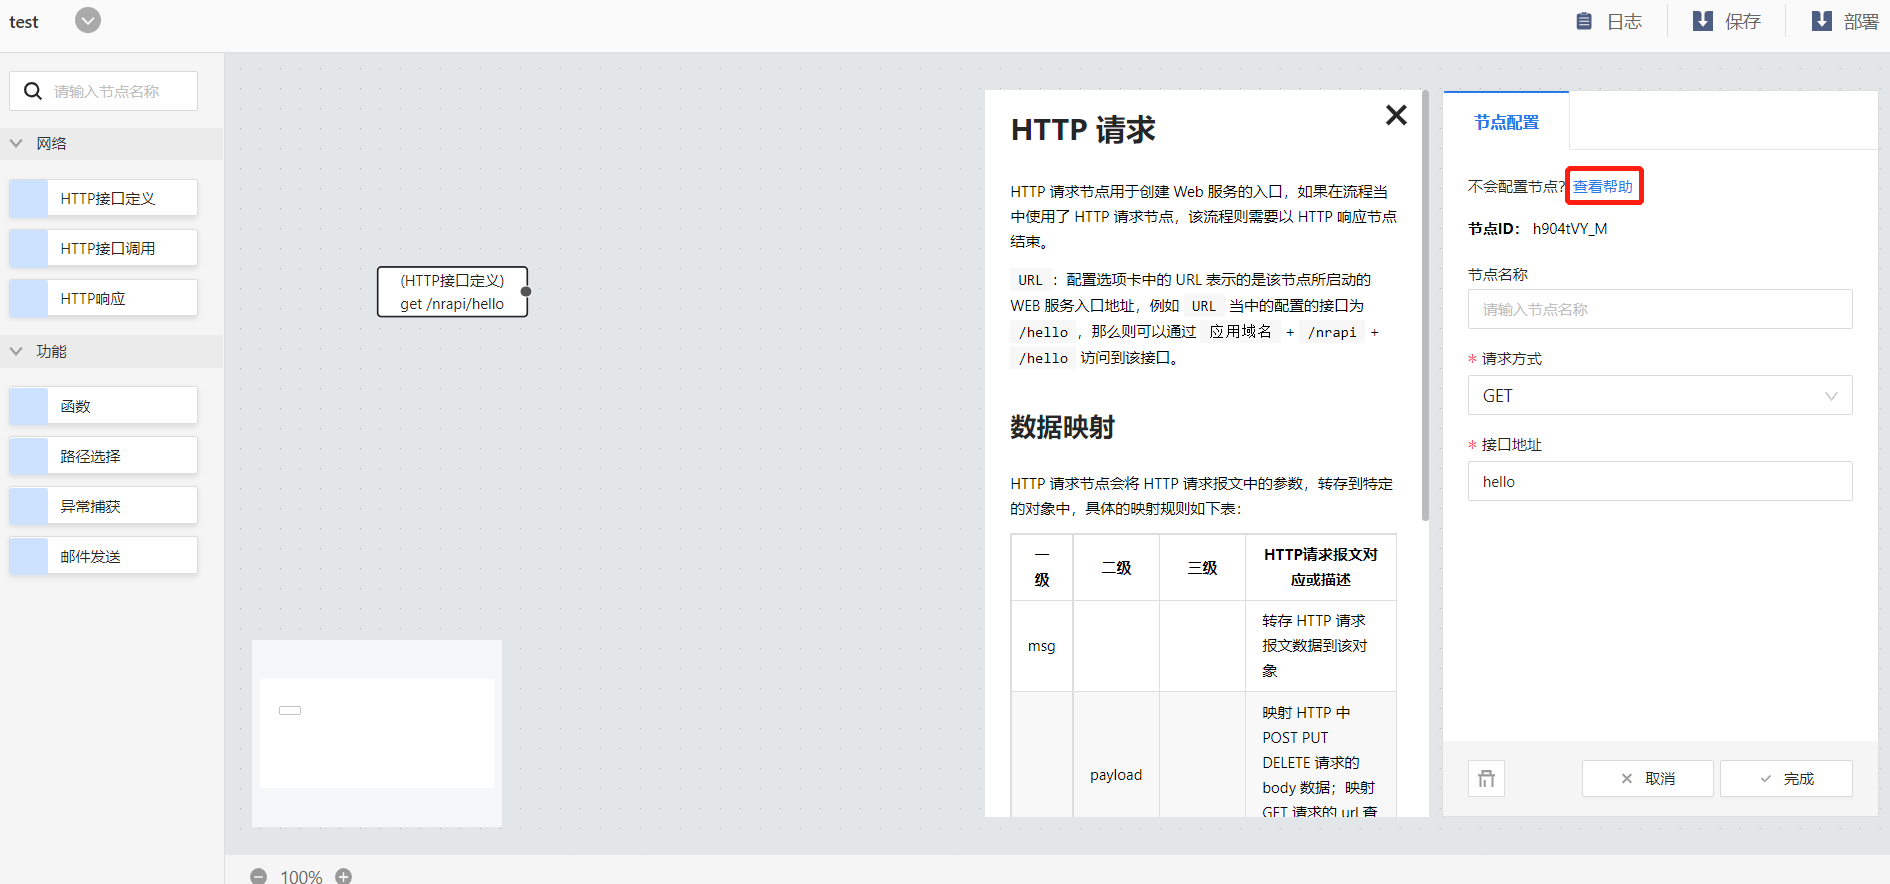 test
日志
保存
部署
请输入节点名称
网络
HTTP接口定义
HTTP接口调用
HTTP响应
功能
函数
路径选择
异常捕获
邮件发送
(HTTP接口定义)
get /nrapi/hello
100%
HTTP 请求
HTTP 请求节点用于创建 Web 服务的入口，如果在流程当
中使用了 HTTP 请求节点，该流程则需要以 HTTP 响应节点
结束。
URL ：配置选项卡中的 URL 表示的是该节点所启动的
WEB 服务入口地址，例如 URL 当中的配置的接口为
/hello ，那么则可以通过 应用域名 + /nrapi +
/hello 访问到该接口。
数据映射
HTTP 请求节点会将 HTTP 请求报文中的参数，转存到特定
的对象中，具体的映射规则如下表：
一
级
二级
三级
HTTP请求报文对
应或描述
msg
转存 HTTP 请求
报文数据到该对
象
payload
映射 HTTP 中
POST PUT
DELETE 请求的
body 数据；映射
GET 请求的 url 查
节点配置
不会配置节点? 查看帮助
节点ID： h904tVY_M
节点名称
请输入节点名称
* 请求方式
GET
* 接口地址
hello
取消
完成